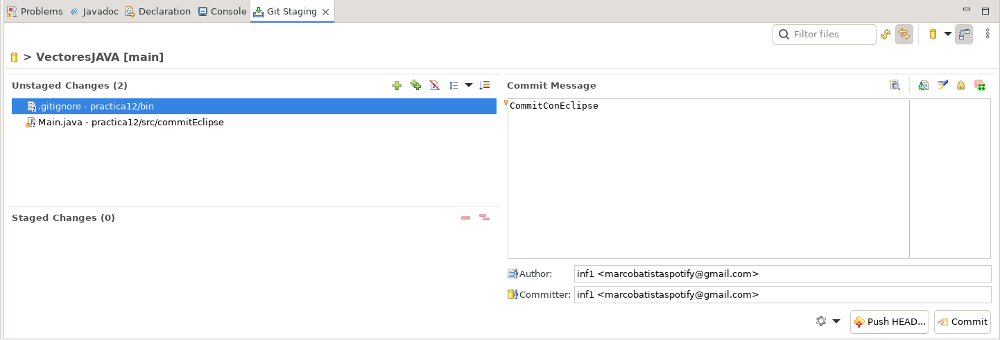 Problems @ Javadoc Declaration Console Git Staging
Filter files
> VectoresJAVA [main]
Unstaged Changes (2)
.gitignore - practica12/bin
Main.java - practica12/src/commitEclipse
Staged Changes (0)
Commit Message
CommitConEclipse
Author: inf1 <marcobatistaspotify@gmail.com>
Committer: inf1 <marcobatistaspotify@gmail.com>
Push HEAD... Commit